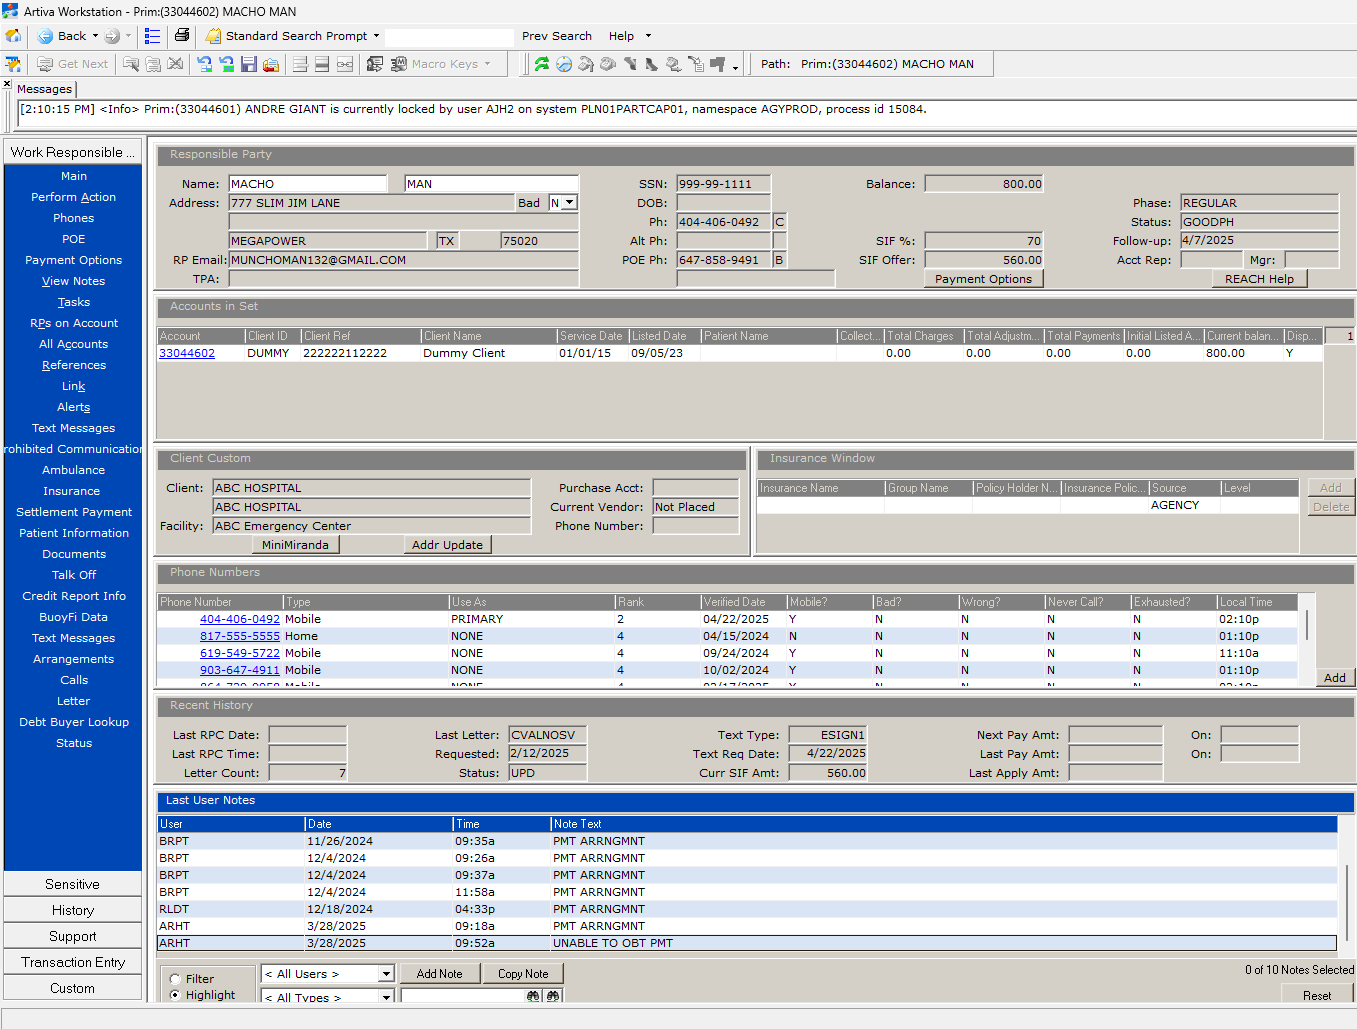 Artiva Workstation - Prim:(33044602) MACHO MAN
Back Standard Search Prompt Prev Search Help
Get Next Macro Keys Path: Prim:(33044602) MACHO MAN
Messages
[2:10:15 PM] <Info> Prim:(33044601) ANDRE GIANT is currently locked by user AJH2 on system PLN01PARTCAP01, namespace AGYPROD, process id 15084.
Work Responsible ...
Main
Perform Action
Phones
POE
Payment Options
View Notes
Tasks
RPs on Account
All Accounts
References
Link
Alerts
Text Messages
rohibited Communication
Ambulance
Insurance
Settlement Payment
Patient Information
Documents
Talk Off
Credit Report Info
BuoyFi Data
Text Messages
Arrangements
Calls
Letter
Debt Buyer Lookup
Status
Sensitive
History
Support
Transaction Entry
Custom
Responsible Party
Name: MACHO MAN SSN: 999-99-1111 Balance: 800.00
Address: 777 SLIM JIM LANE Bad N DOB: Phase: REGULAR
Ph: 404-406-0492 C Status: GOODPH
MEGAPOWER TX 75020 Alt Ph: SIF %: 70 Follow-up: 4/7/2025
RP Email: MUNCHOMAN132@GMAIL.COM POE Ph: 647-858-9491 B SIF Offer: 560.00 Acct Rep: Mgr:
TPA: Payment Options REACH Help
Accounts in Set
Account Client ID Client Ref Client Name Service Date Listed Date Patient Name Collect... Total Charges Total Adjustm... Total Payments Initial Listed A... Current balan... Disp... 1
33044602 DUMMY 222222112222 Dummy Client 01/01/15 09/05/23 0.00 0.00 0.00 0.00 800.00 Y
Client Custom
Client: ABC HOSPITAL Purchase Acct:
ABC HOSPITAL Current Vendor: Not Placed
Facility: ABC Emergency Center Phone Number:
MiniMiranda Addr Update
Insurance Window
Insurance Name Group Name Policy Holder N... Insurance Polic... Source Level Add
AGENCY Delete
Phone Numbers
Phone Number Type Use As Rank Verified Date Mobile? Bad? Wrong? Never Call? Exhausted? Local Time
404-406-0492 Mobile PRIMARY 2 04/22/2025 Y N N N N 02:10p
817-555-5555 Home NONE 4 04/15/2024 N N N N N 01:10p
619-549-5722 Mobile NONE 4 09/24/2024 Y N N N N 11:10a
903-647-4911 Mobile NONE 4 10/02/2024 Y N N N N 01:10p
Mobile NONE 4 Y N N N N
Add
Recent History
Last RPC Date: Last Letter: CVALNOSV Text Type: ESIGN1 Next Pay Amt: On:
Last RPC Time: Requested: 2/12/2025 Text Req Date: 4/22/2025 Last Pay Amt: On:
Letter Count: 7 Status: UPD Curr SIF Amt: 560.00 Last Apply Amt:
Last User Notes
User Date Time Note Text
BRPT 11/26/2024 09:35a PMT ARRNGMNT
BRPT 12/4/2024 09:26a PMT ARRNGMNT
BRPT 12/4/2024 09:37a PMT ARRNGMNT
BRPT 12/4/2024 11:58a PMT ARRNGMNT
RLDT 12/18/2024 04:33p PMT ARRNGMNT
ARHT 3/28/2025 09:18a PMT ARRNGMNT
ARHT 3/28/2025 09:52a UNABLE TO OBT PMT
Filter < All Users > Add Note Copy Note 0 of 10 Notes Selected
Highlight < All Types > Reset